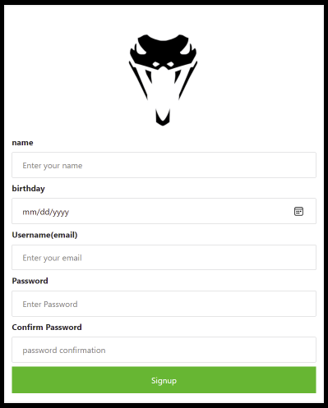 name
Enter your name
birthday
mm/dd/yyyy
Username(email)
Enter your email
Password
Enter Password
Confirm Password
password confirmation
Signup